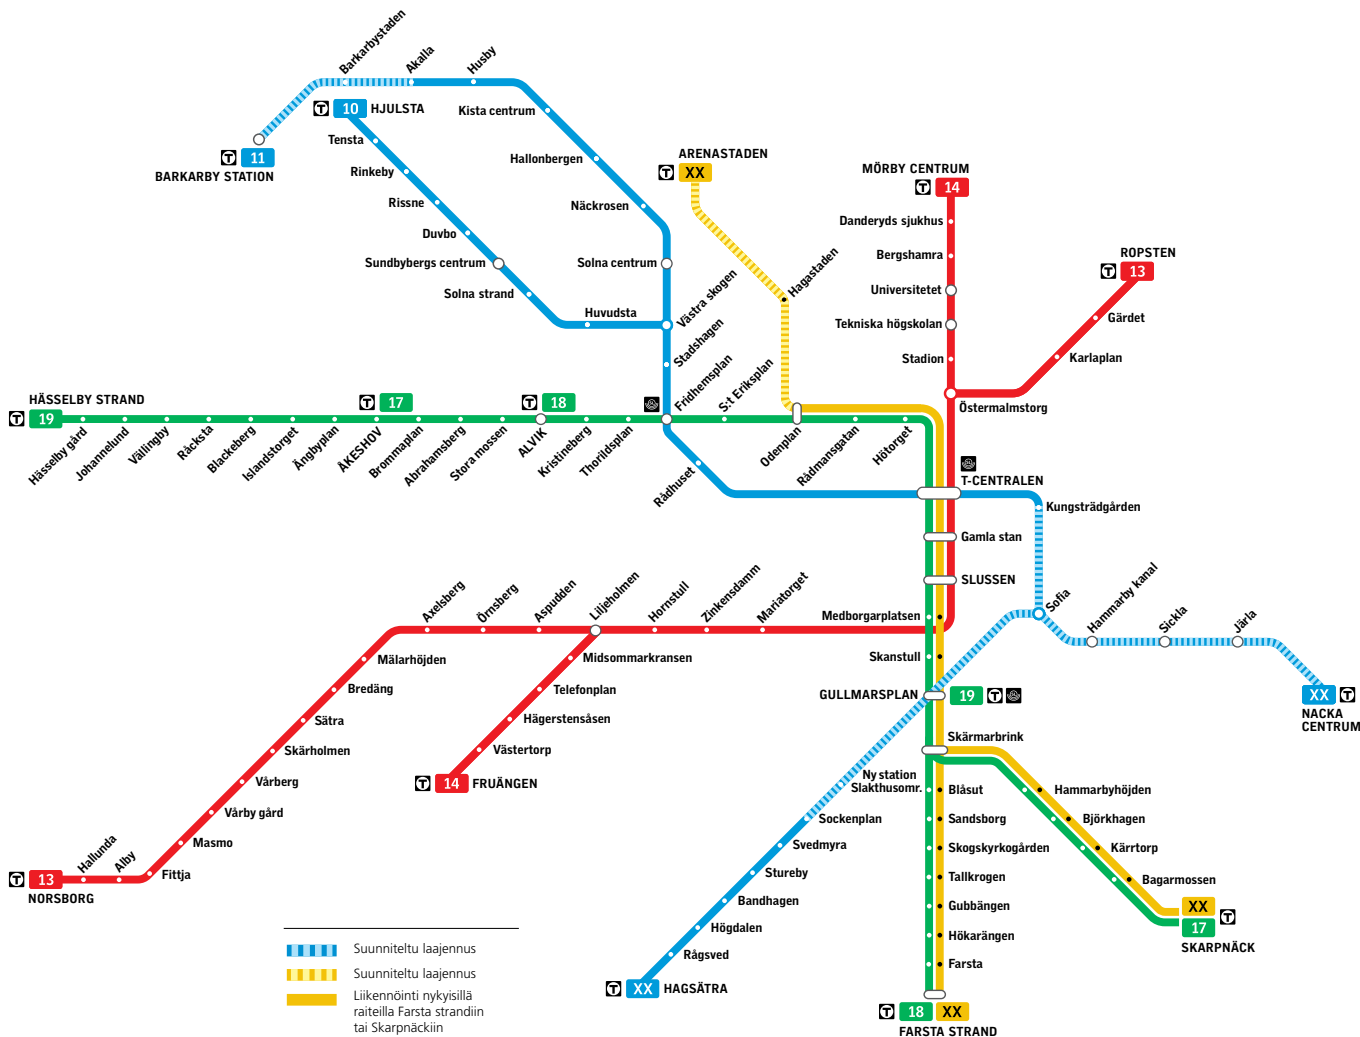 Barkarbystaden
Akalla
Husby
10 HJULSTA
Kista centrum
Tensta
11
BARKARBY STATION
Hallonbergen
ARENASTADEN
XX
MÖRBY CENTRUM
14
Rinkeby
Rissne
Näckrosen
Danderyds sjukhus
Duvbo
Bergshamra
ROPSTEN
13
Sundbybergs centrum
Solna centrum
Hagastaden
Universitetet
Solna strand
Västra skogen
Gärdet
Huvudsta
Tekniska högskolan
Stadshagen
Stadion
Karlaplan
Fridhemsplan
S:t Eriksplan
HÄSSELBY STRAND
19
17
18
Östermalmstorg
Hässelby gård
Johannelund
Vällingby
Råcksta
Blackeberg
Islandstorget
Ängbyplan
ÅKESHOV
Brommaplan
Abrahamsberg
Stora mossen
ALVIK
Kristineberg
Thorildsplan
Rådhuset
Odenplan
Rådmansgatan
Hötorget
T-CENTRALEN
Kungsträdgården
Gamla stan
SLUSSEN
Axelsberg
Örnsberg
Aspudden
Liljeholmen
Hornstull
Zinkensdamm
Mariatorget
Medborgarplatsen
Sofia
Hammarby kanal
Sickla
Järla
Mälarhöjden
Midsommarkransen
Skanstull
Bredäng
Telefonplan
GULLMARSPLAN
19
XX
NACKA
CENTRUM
Sätra
Hägerstensåsen
Skärholmen
Västertorp
Skärmarbrink
Vårberg
14 FRUÄNGEN
Ny station
Slakthusomr.
Blåsut
Hammarbyhöjden
Vårby gård
Sockenplan
Sandsborg
Björkhagen
Masmo
Svedmyra
Skogskyrkogården
Kärrtorp
Hallunda
Alby
Fittja
Stureby
Tallkrogen
Bagarmossen
13
NORSBORG
Bandhagen
Gubbängen
XX
17
SKARPNÄCK
Högdalen
Hökarängen
Rågsved
Farsta
XX HAGSÄTRA
18 XX
FARSTA STRAND
Suunniteltu laajennus
Suunniteltu laajennus
Liikennöinti nykyisillä
raiteilla Farsta strandiin
tai Skarpnäckiin